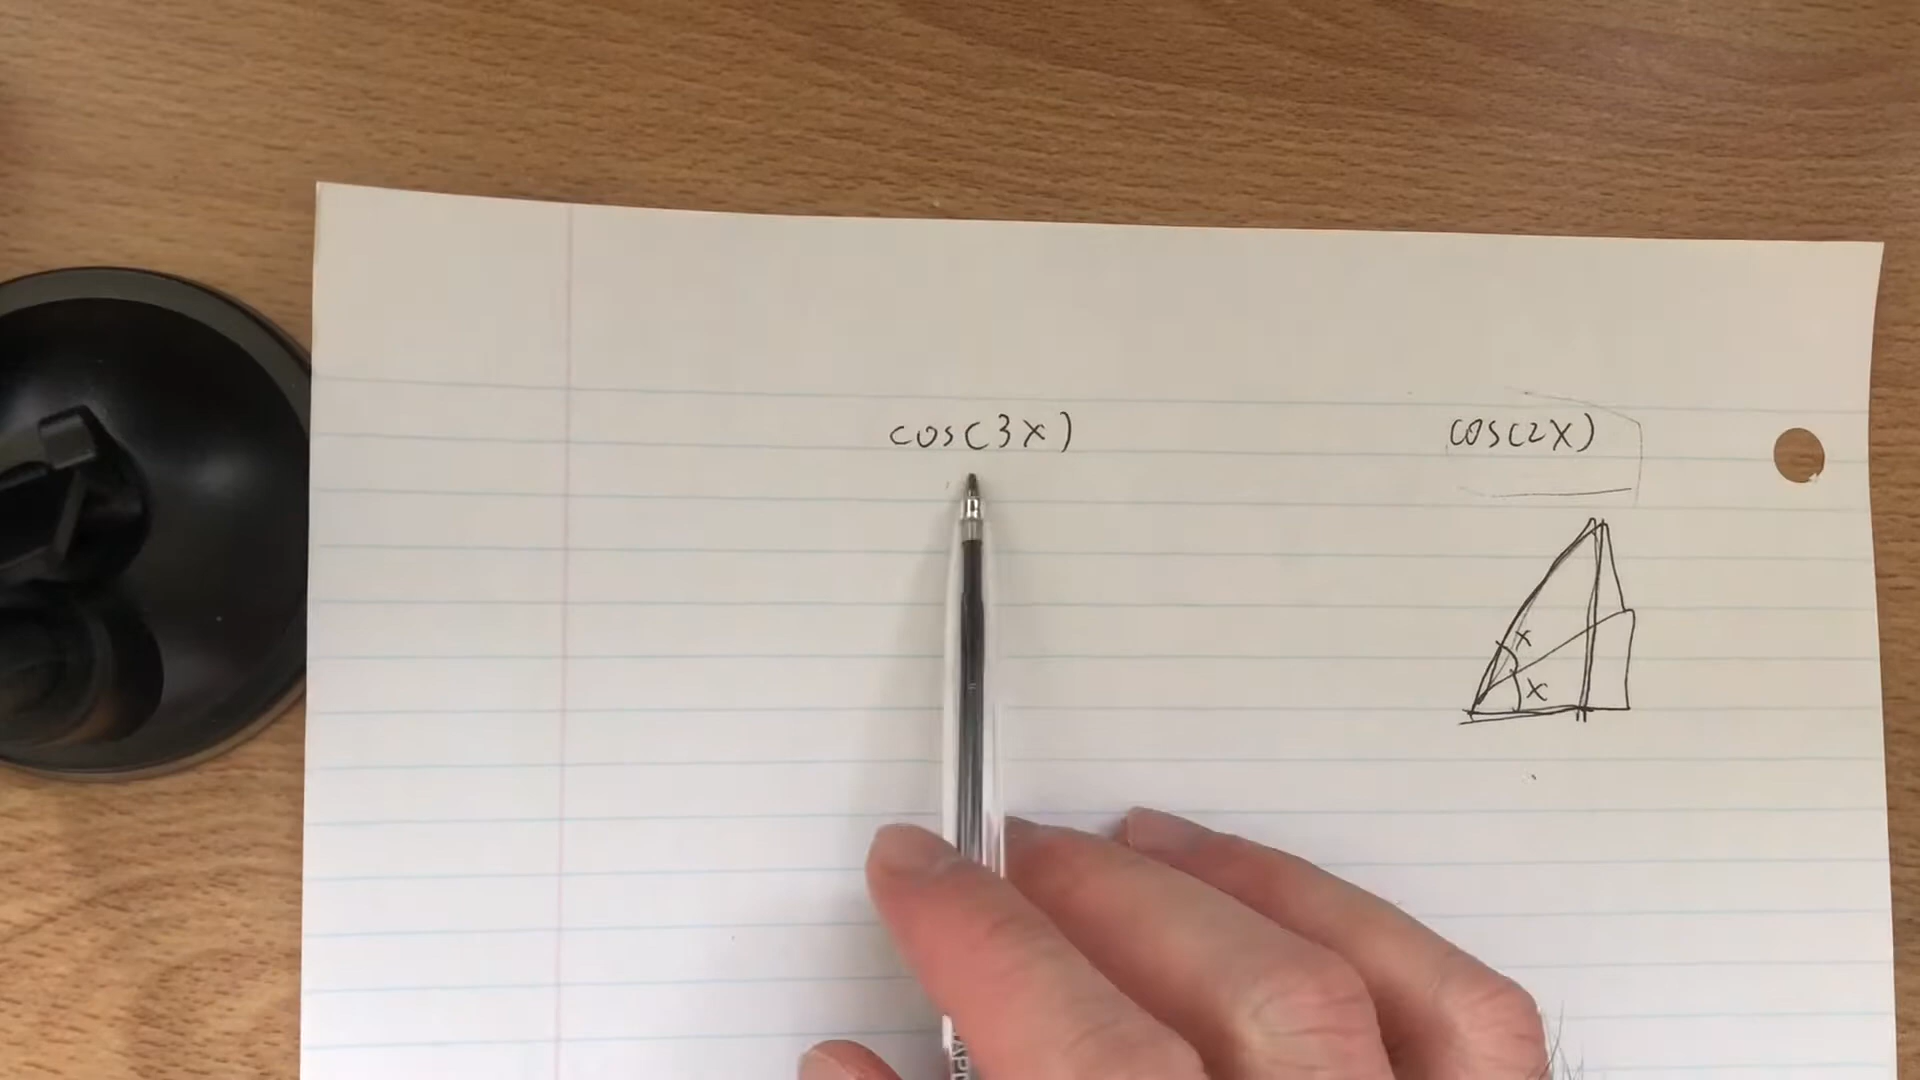 cos(3x)
cos(2x)
x
x